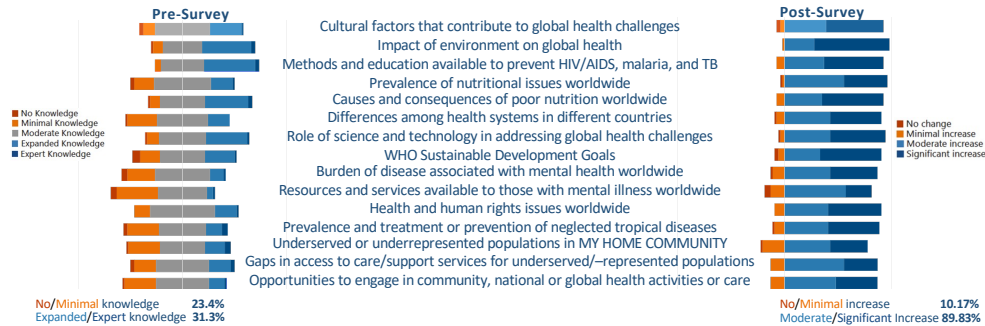 Pre-Survey
Post-Survey
Cultural factors that contribute to global health challenges
Impact of environment on global health
Methods and education available to prevent HIV/AIDS, malaria, and TB
Prevalence of nutritional issues worldwide
Causes and consequences of poor nutrition worldwide
Differences among health systems in different countries
Role of science and technology in addressing global health challenges
WHO Sustainable Development Goals
Burden of disease associated with mental health worldwide
Resources and services available to those with mental illness worldwide
Health and human rights issues worldwide
Prevalence and treatment or prevention of neglected tropical diseases
Underserved or underrepresented populations in MY HOME COMMUNITY
Gaps in access to care/support services for underserved/–represented populations
Opportunities to engage in community, national or global health activities or care
No Knowledge
Minimal Knowledge
Moderate Knowledge
Expanded Knowledge
Expert Knowledge
No change
Minimal increase
Moderate increase
Significant increase
No/Minimal knowledge 23.4%
Expanded/Expert knowledge 31.3%
No/Minimal increase 10.17%
Moderate/Significant Increase 89.83%